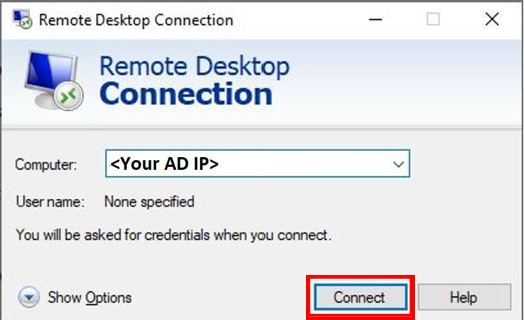 Remote Desktop Connection
Remote Desktop
Connection
Computer: <Your AD IP>
User name: None specified
You will be asked for credentials when you connect.
Show Options Connect Help